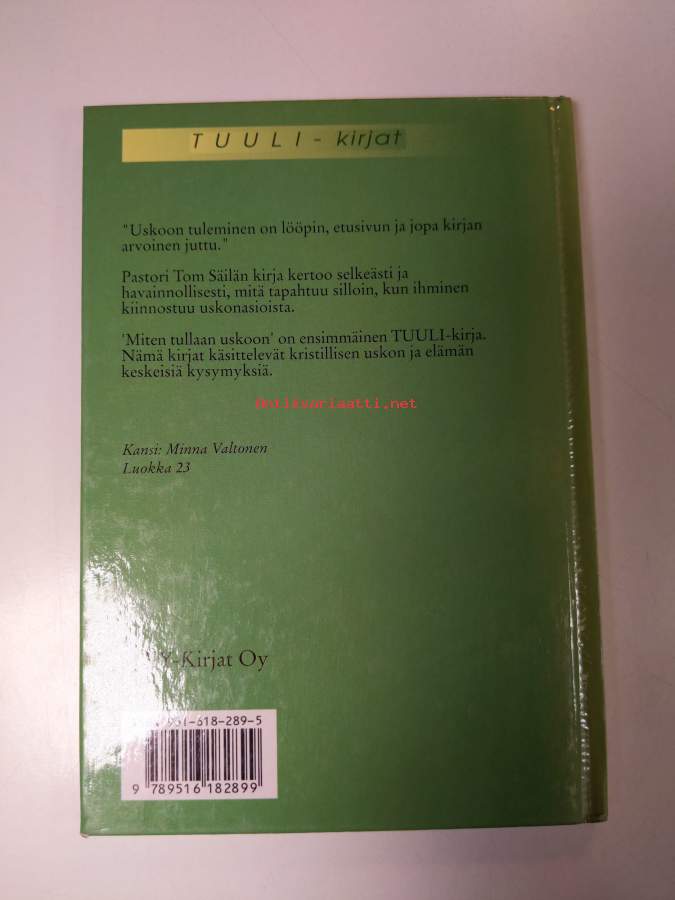 TUULI - kirjat
"Uskoon tuleminen on lööpin, etusivun ja jopa kirjan
arvoinen juttu."
Pastori Tom Säilän kirja kertoo selkeästi ja
havainnollisesti, mitä tapahtuu silloin, kun ihminen
kiinnostuu uskonasioista.
'Miten tullaan uskoon' on ensimmäinen TUULI-kirja.
Nämä kirjat käsittelevät kristillisen uskon ja elämän
keskeisiä kysymyksiä.
Antikvariaatti.net
Kansi: Minna Valtonen
Luokka 23
-Kirjat Oy
951-618-289-5
9 789516 182899